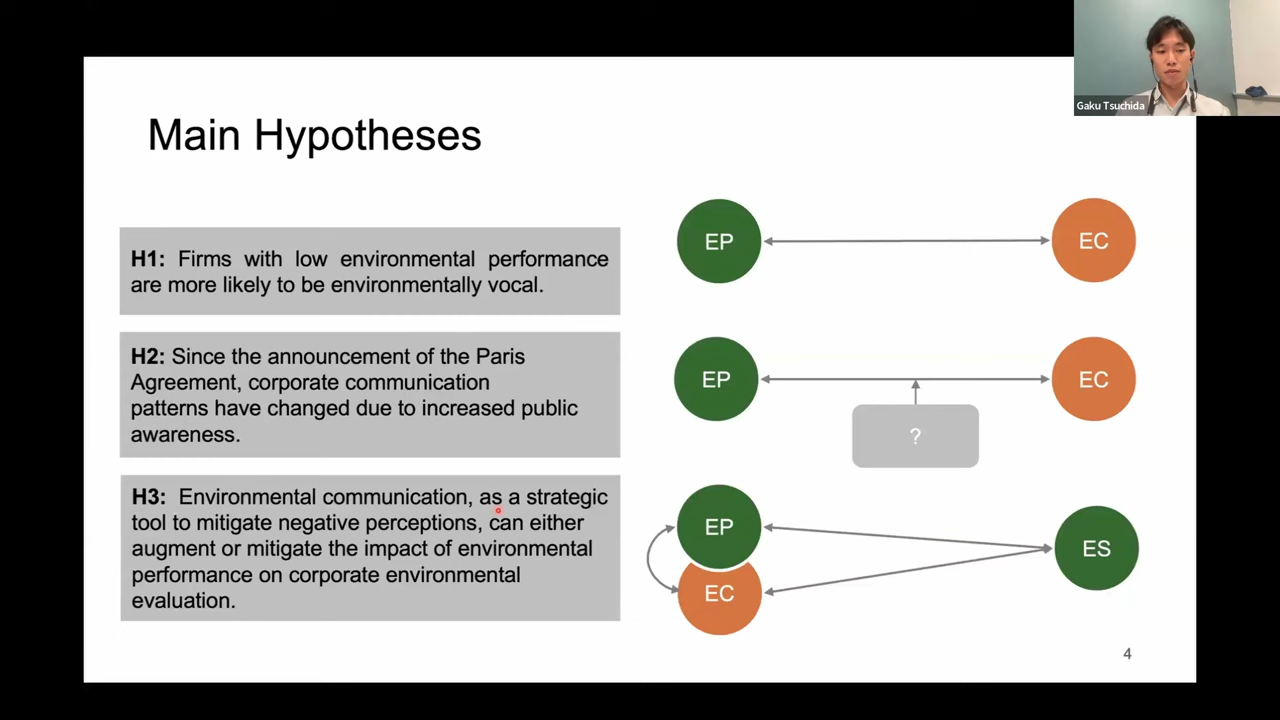 Gaku Tsuchida
Main Hypotheses
H1: Firms with low environmental performance
are more likely to be environmentally vocal.
EP
EC
H2: Since the announcement of the Paris
Agreement, corporate communication
patterns have changed due to increased public
awareness.
EP
EC
?
H3: Environmental communication, as a strategic
tool to mitigate negative perceptions, can either
augment or mitigate the impact of environmental
performance on corporate environmental
evaluation.
EP
EC
ES
4